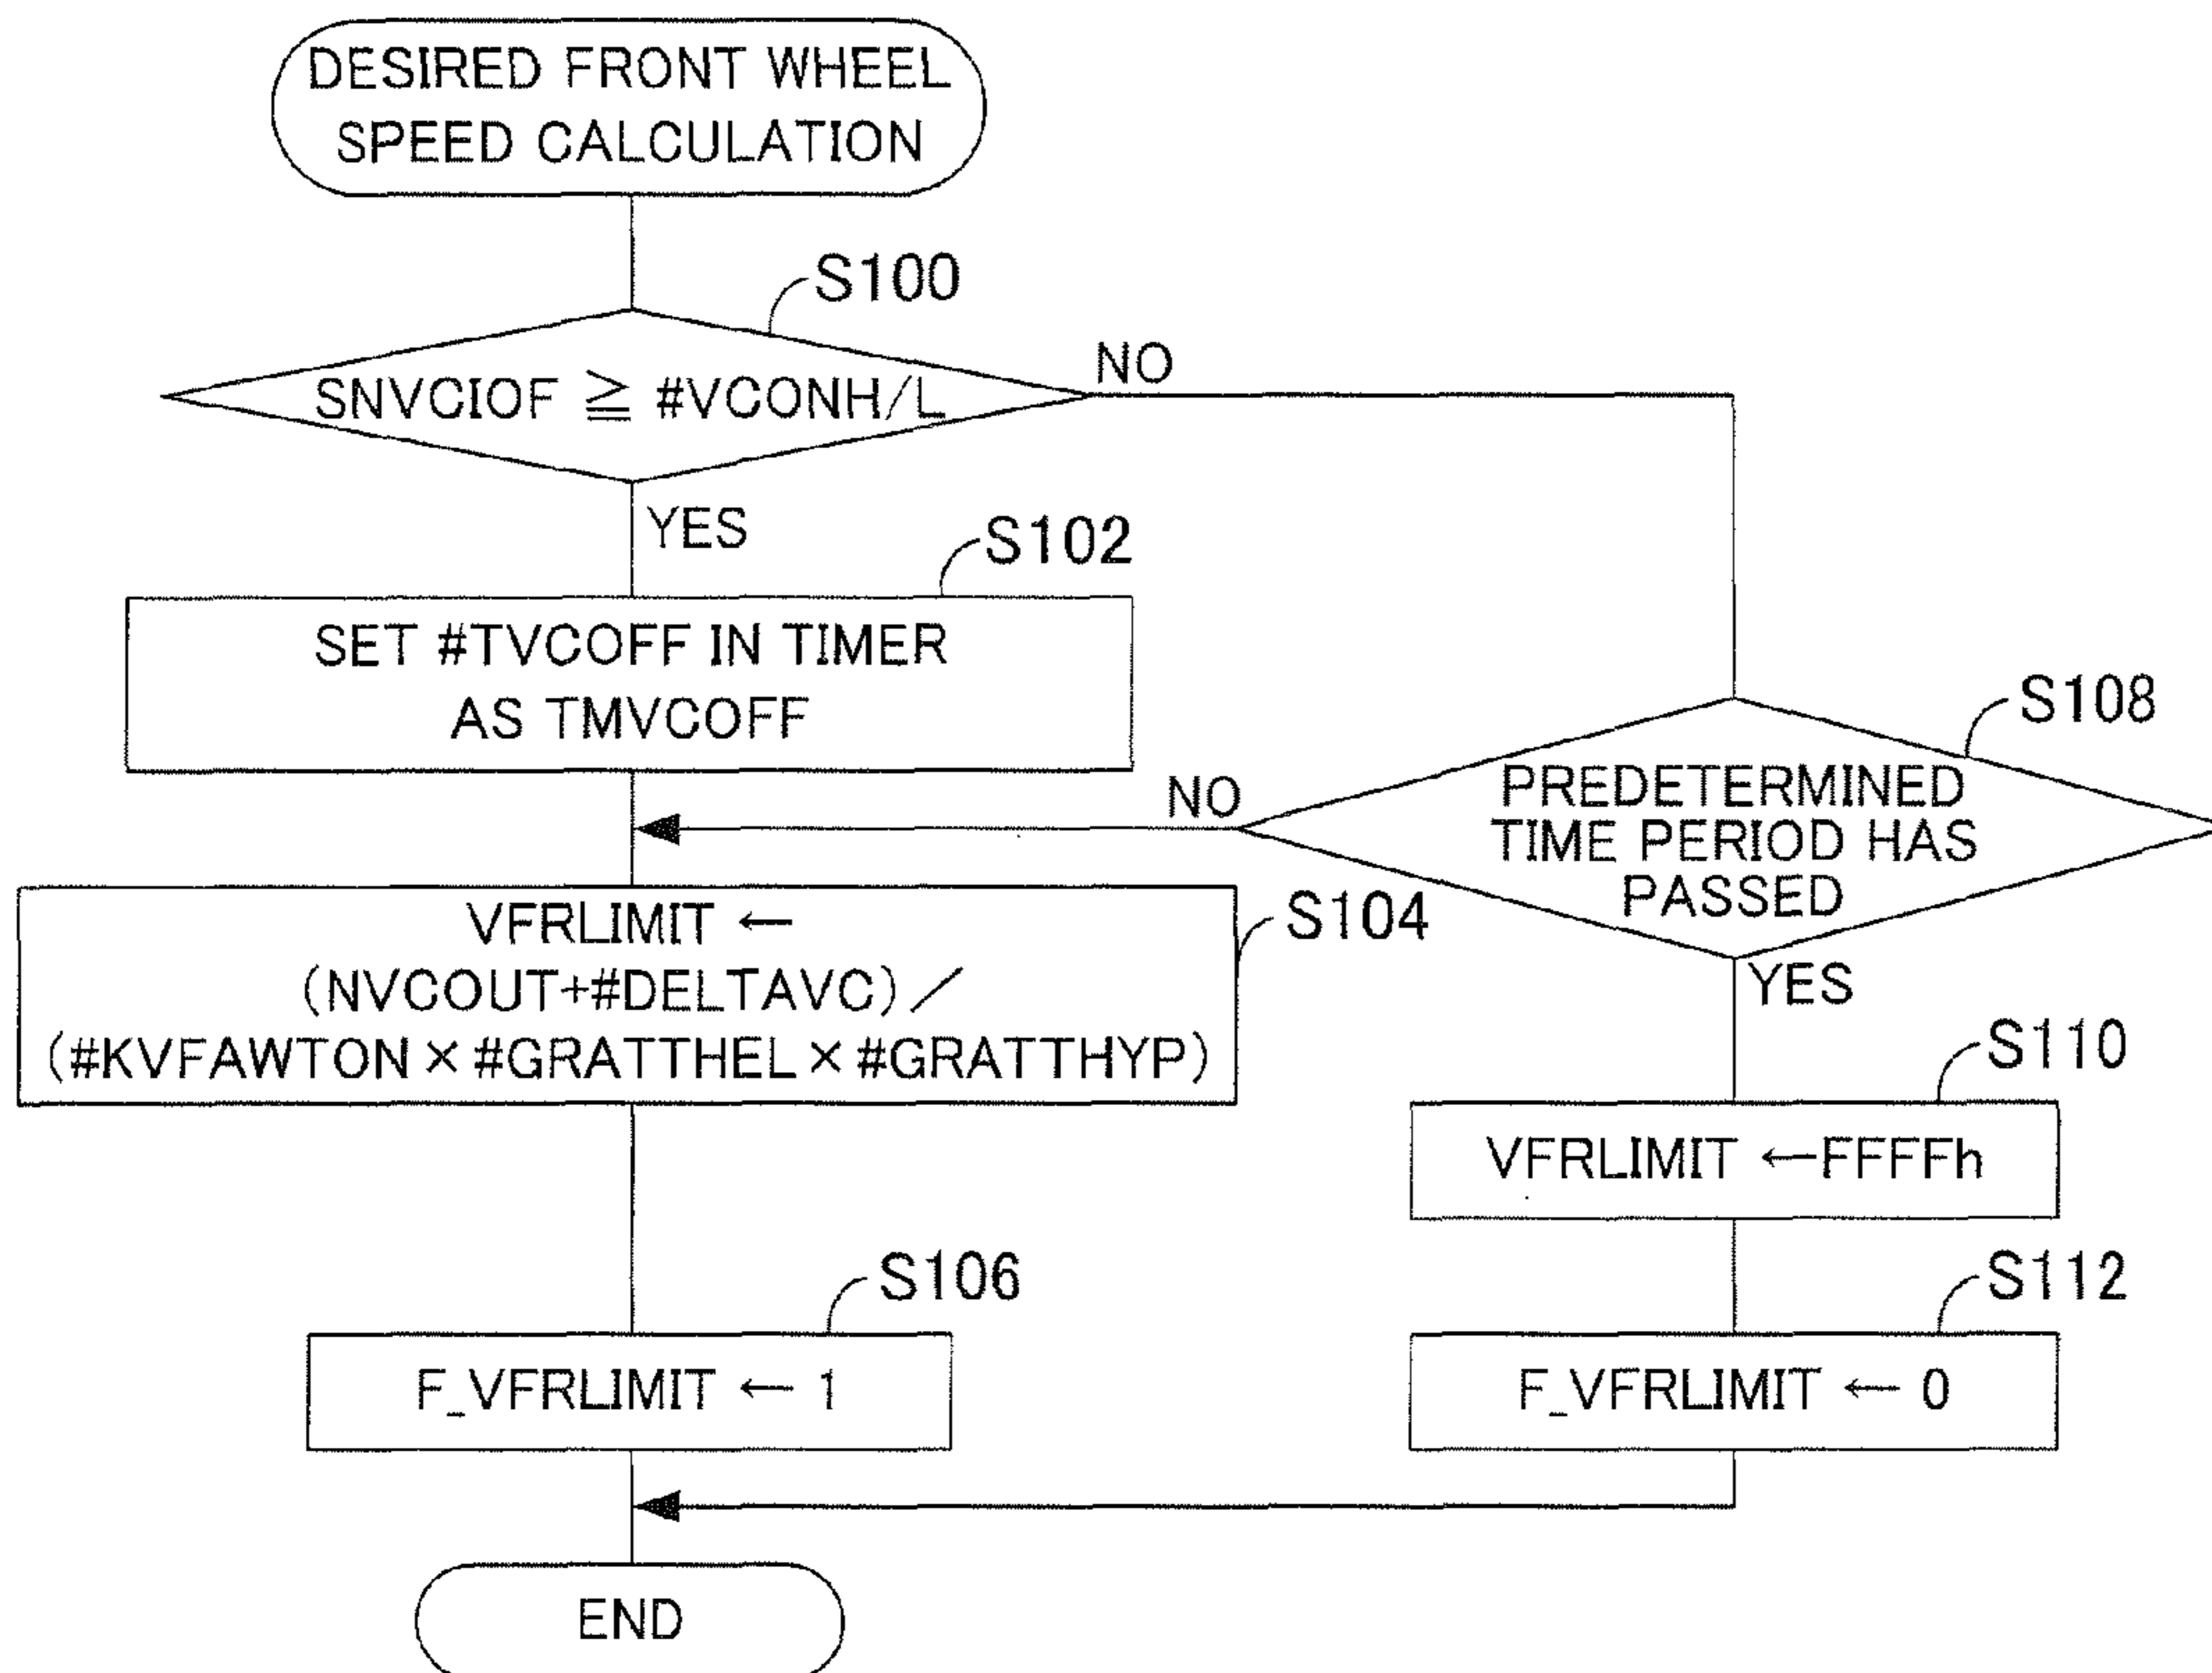 DESIRED FRONT WHEEL
SPEED CALCULATION
S100
SNVCIOF ≧ #VCONH/L
NO
YES
S102
SET #TVCOFF IN TIMER
AS TMVCOFF
S108
PREDETERMINED
TIME PERIOD HAS
PASSED
NO
YES
S104
VFRLIMIT ←
(NVCOUT+#DELTAVC)/
(#KVFAWTON × #GRATTHEL × #GRATTHYP)
S110
VFRLIMIT ←FFFFh
S106
F_VFRLIMIT ← 1
S112
F_VFRLIMIT ← 0
END